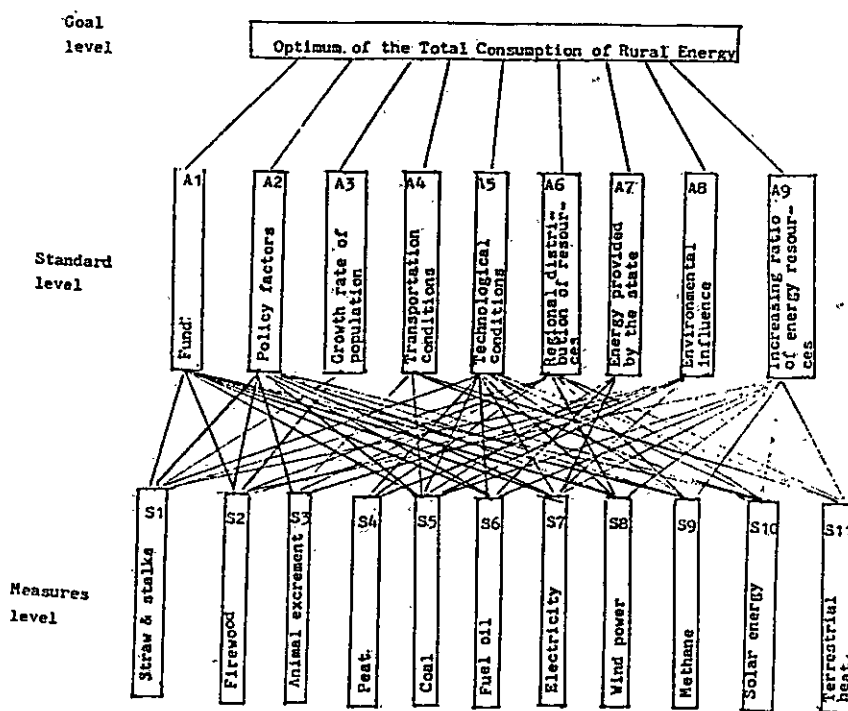 Goal
level
Optimum. of the Total Consumption of Rural Energy
Standard
level
A1
Fund
A2
Policy factors
A3
Growth rate of
population
A4
Transportation
conditions
A5
Technological
conditions
A6
Regional distri-
bution of resour-
ces
A7
Energy provided
by the state
A8
Environmental
influence
A9
increasing ratio
of energy resour-
ces
Measures
level
S1
Straw & stalks
S2
Firewood
S3
Animal excrement
S4
Peat.
S5
Coal
S6
Fuel oil
S7
Electricity
S8
Wind power
S9
Methane
S10
Solar energy
S11
Terrestrial
heat.